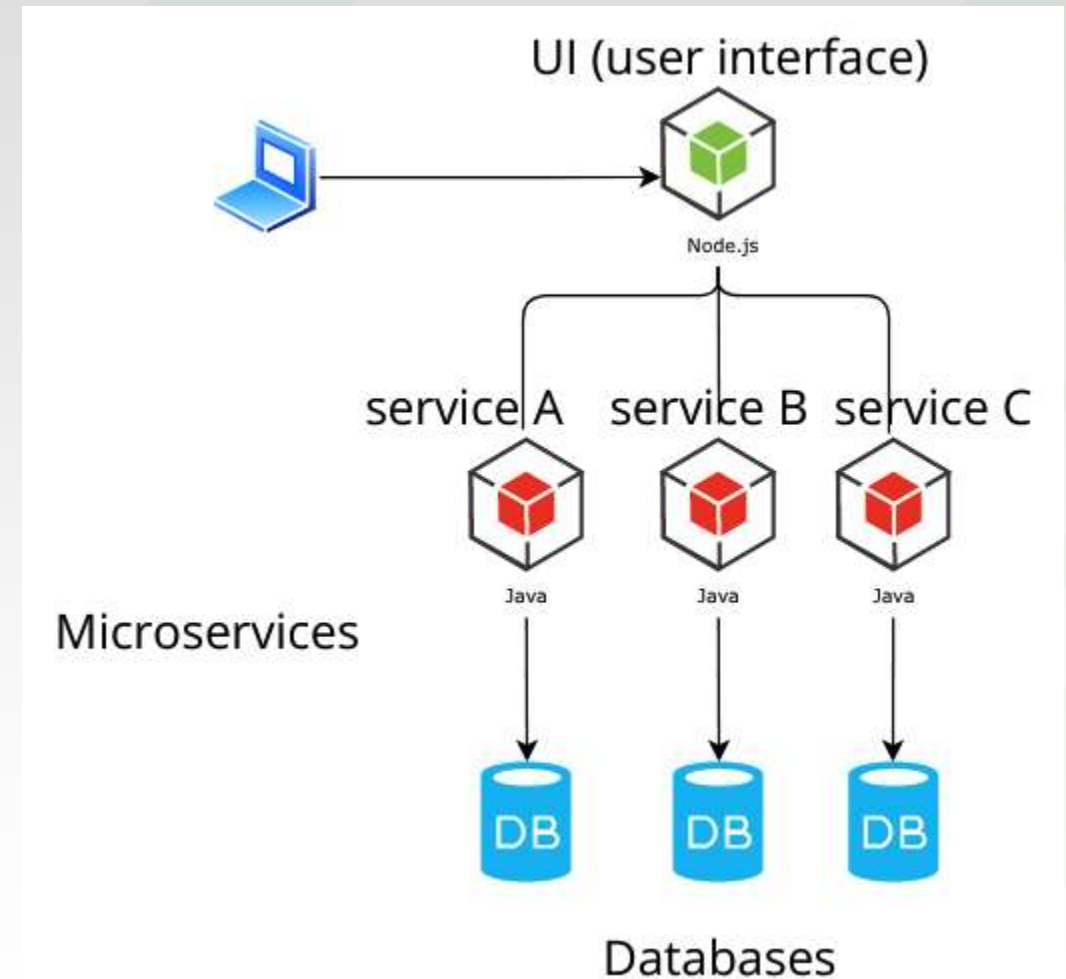 UI (user interface)
Node.js
service A service B service C
Java Java Java
Microservices
DB DB DB
Databases